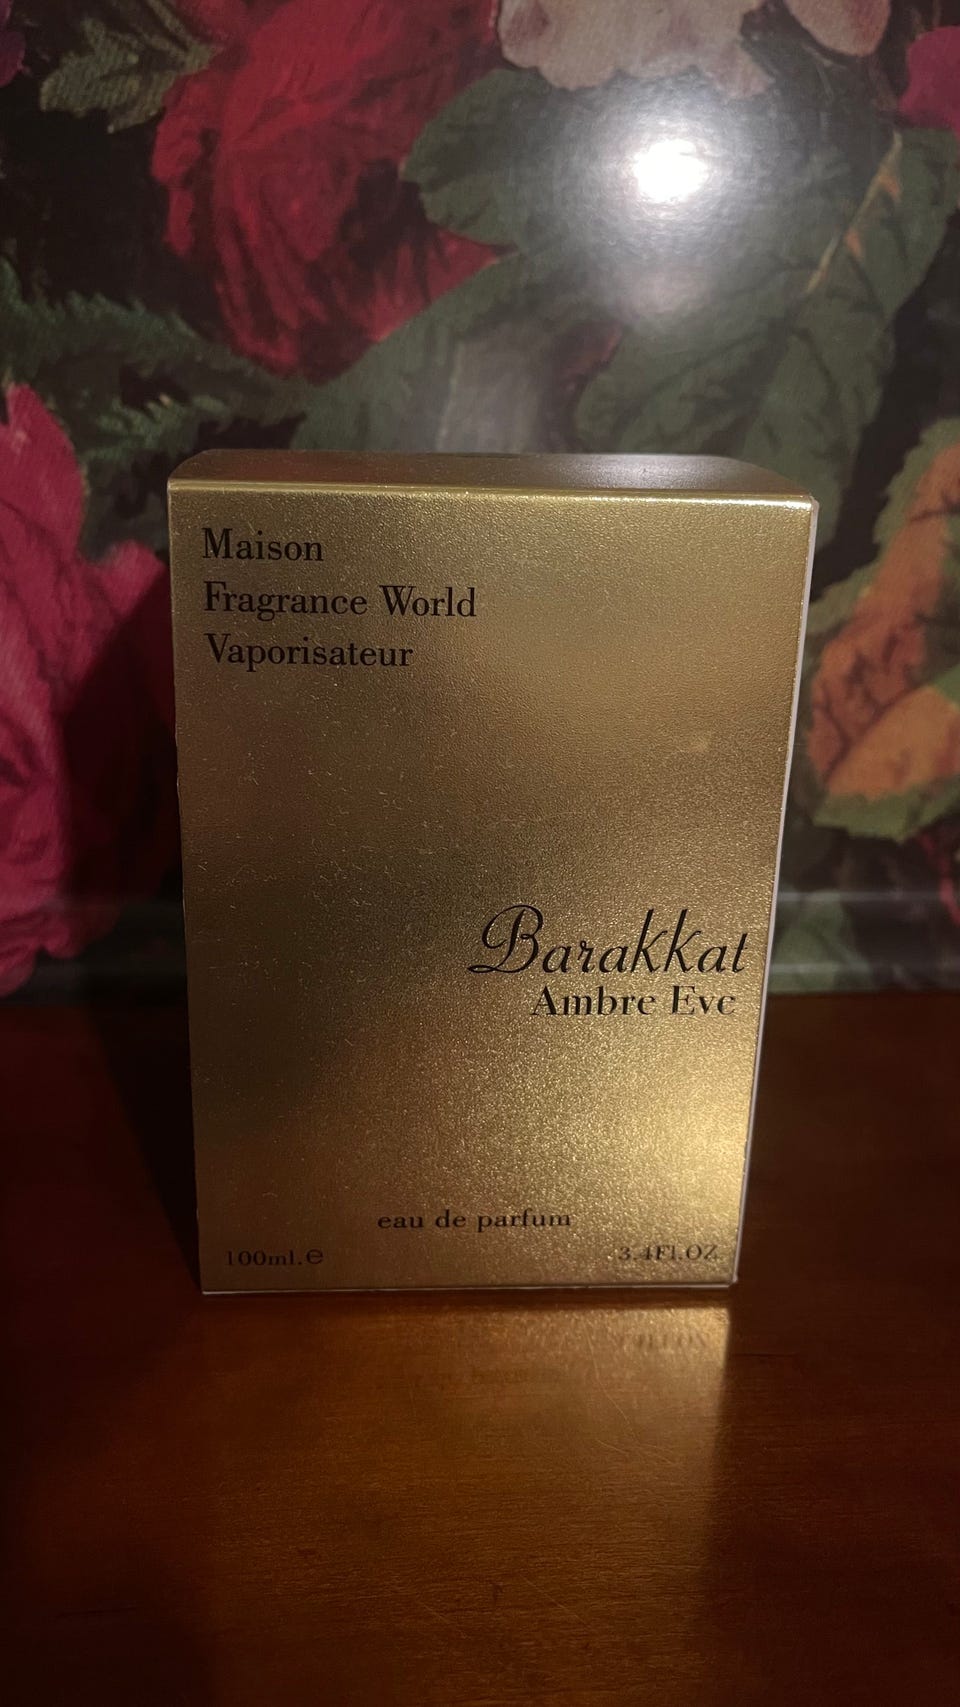 Maison
Fragrance World
Vaporisateur
Barakkat
Ambre Eve
eau de parfum
100ml.e
3.4Fl.OZ